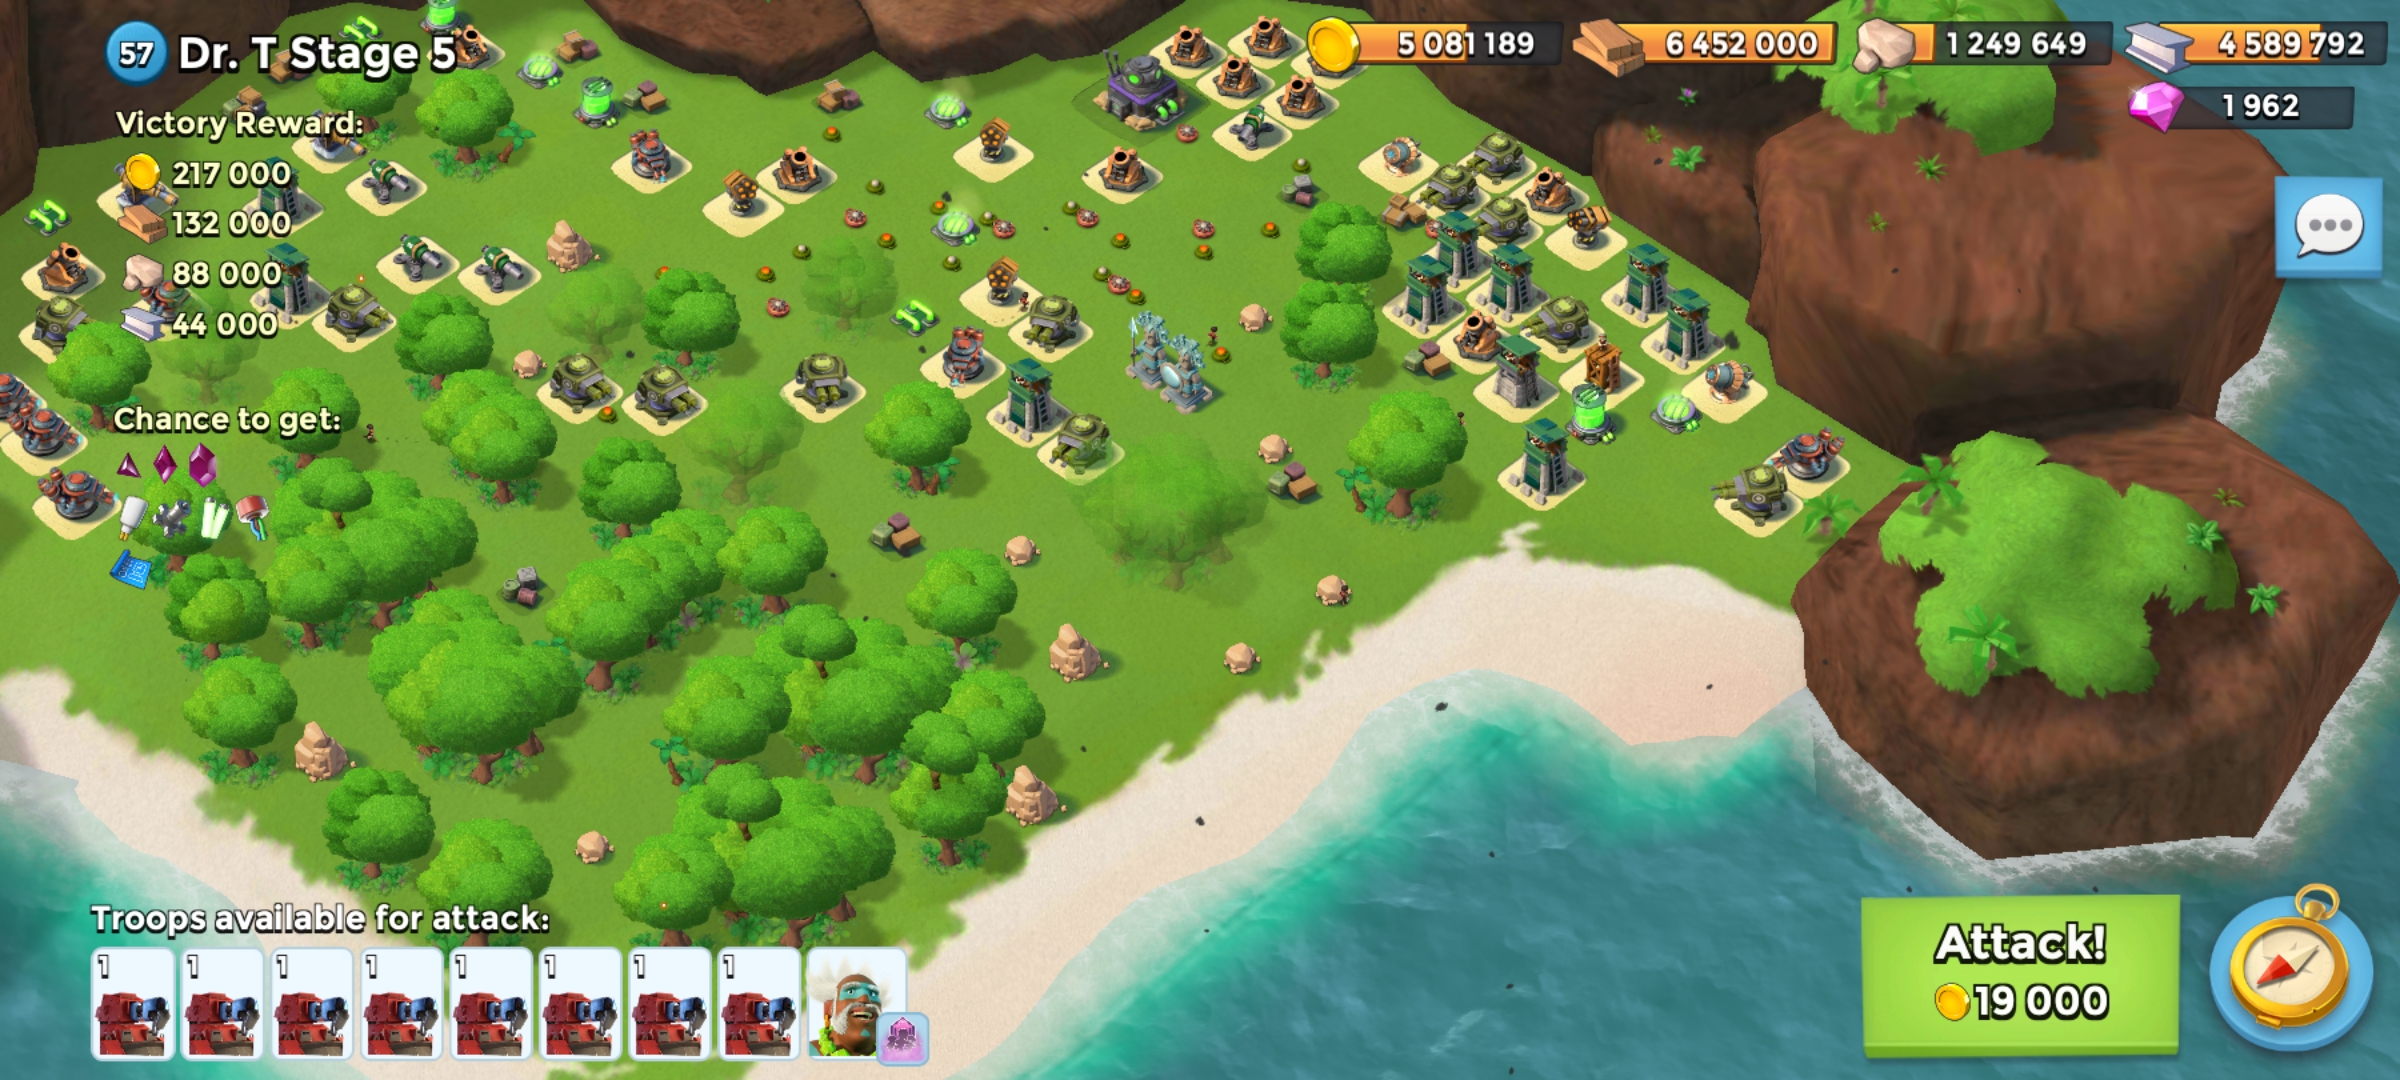 57 Dr. T Stage 5
5 081 189
6 452 000
1 249 649
4 589 792
1 962
Victory Reward:
217 000
132 000
88 000
44 000
Chance to get:
Troops available for attack:
1 1 1 1 1 1 1 1
Attack!
19 000